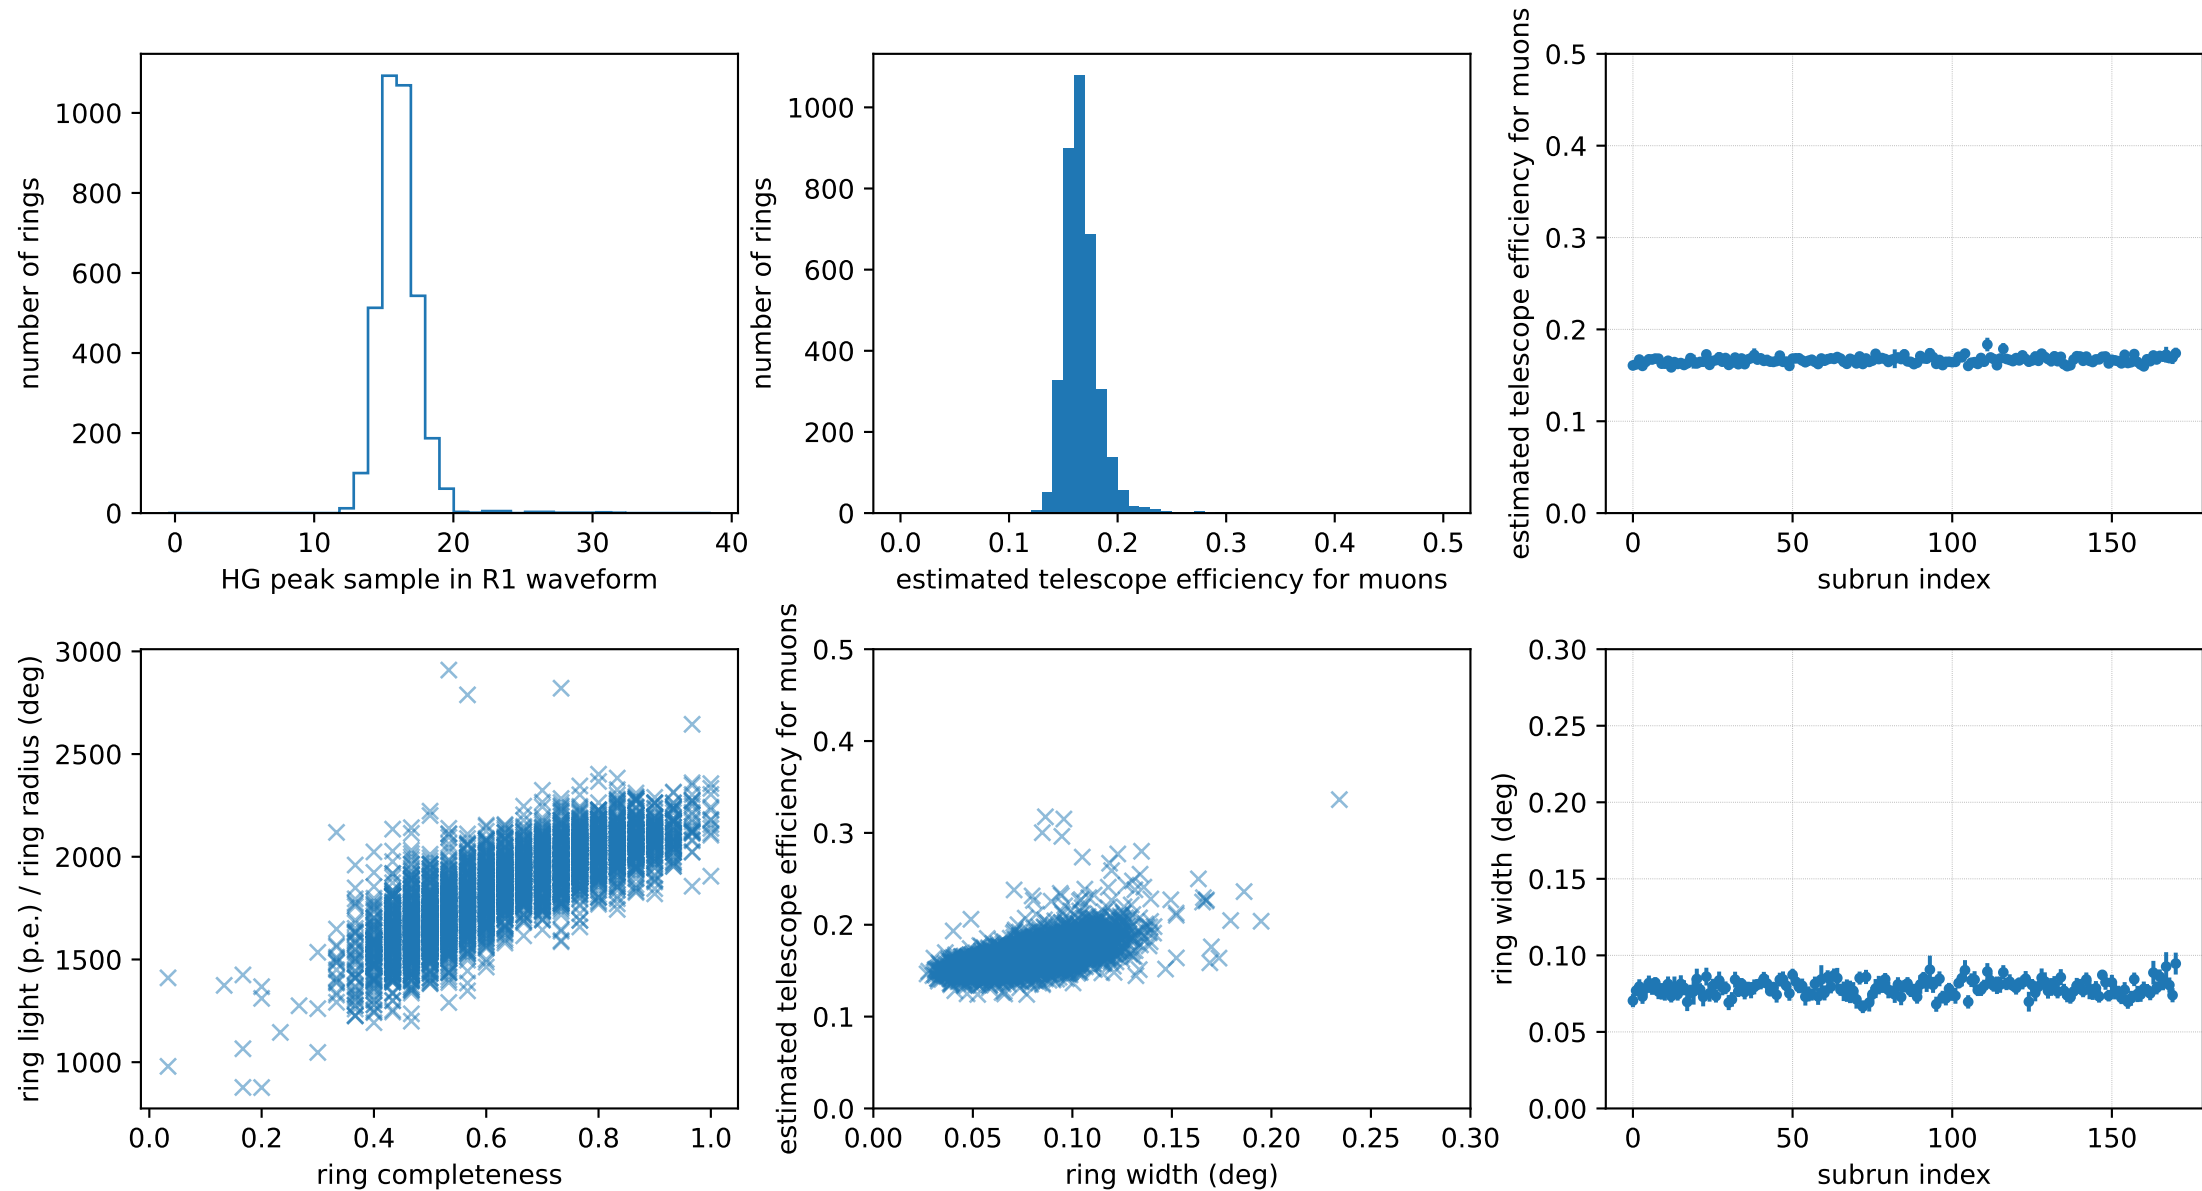 number of rings
1000
800
600
400
200
0
0 10 20 30 40
HG peak sample in R1 waveform
number of rings
1000
800
600
400
200
0
0.0 0.1 0.2 0.3 0.4 0.5
estimated telescope efficiency for muons
estimated telescope efficiency for muons
0.5
0.4
0.3
0.2
0.1
0.0
0 50 100 150
subrun index
ring light (p.e.) / ring radius (deg)
3000
2500
2000
1500
1000
0.0 0.2 0.4 0.6 0.8 1.0
ring completeness
estimated telescope efficiency for muons
0.5
0.4
0.3
0.2
0.1
0.0
0.00 0.05 0.10 0.15 0.20 0.25 0.30
ring width (deg)
ring width (deg)
0.30
0.25
0.20
0.15
0.10
0.05
0.00
0 50 100 150
subrun index